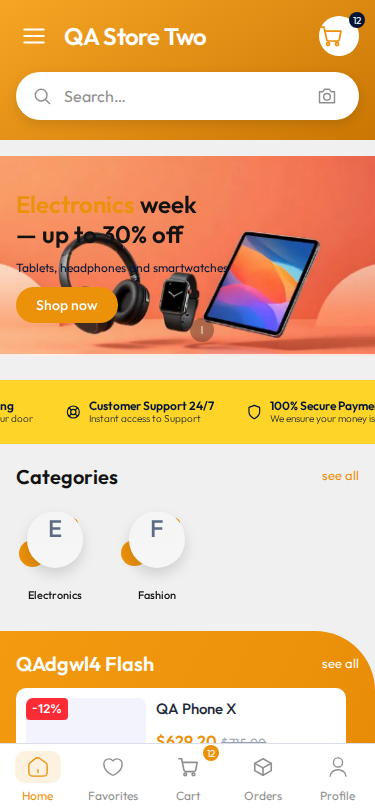 QA Store Two
12
Search...
Electronics week
— up to 30% off
Tablets, headphones and smartwatches
Shop now
Customer Support 24/7
Instant access to Support
100% Secure
We ensure your money is
Categories
see all
E
F
Electronics
Fashion
QAdgwl4 Flash
see all
-12%
QA Phone X
$629.20 $715.00
12
Home
Favorites
Cart
Orders
Profile